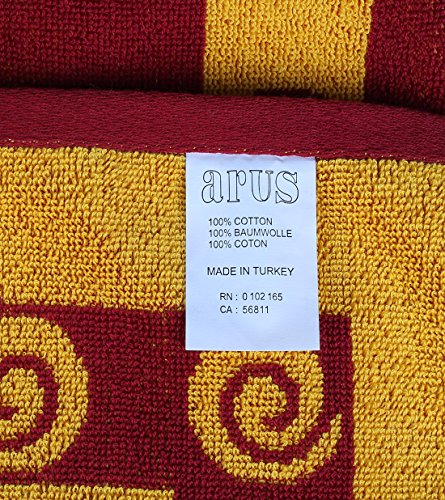 arus
100% COTTON
100% BAUMWOLLE
100% COTON
MADE IN TURKEY
RN : 0 102 165
CA : 56811